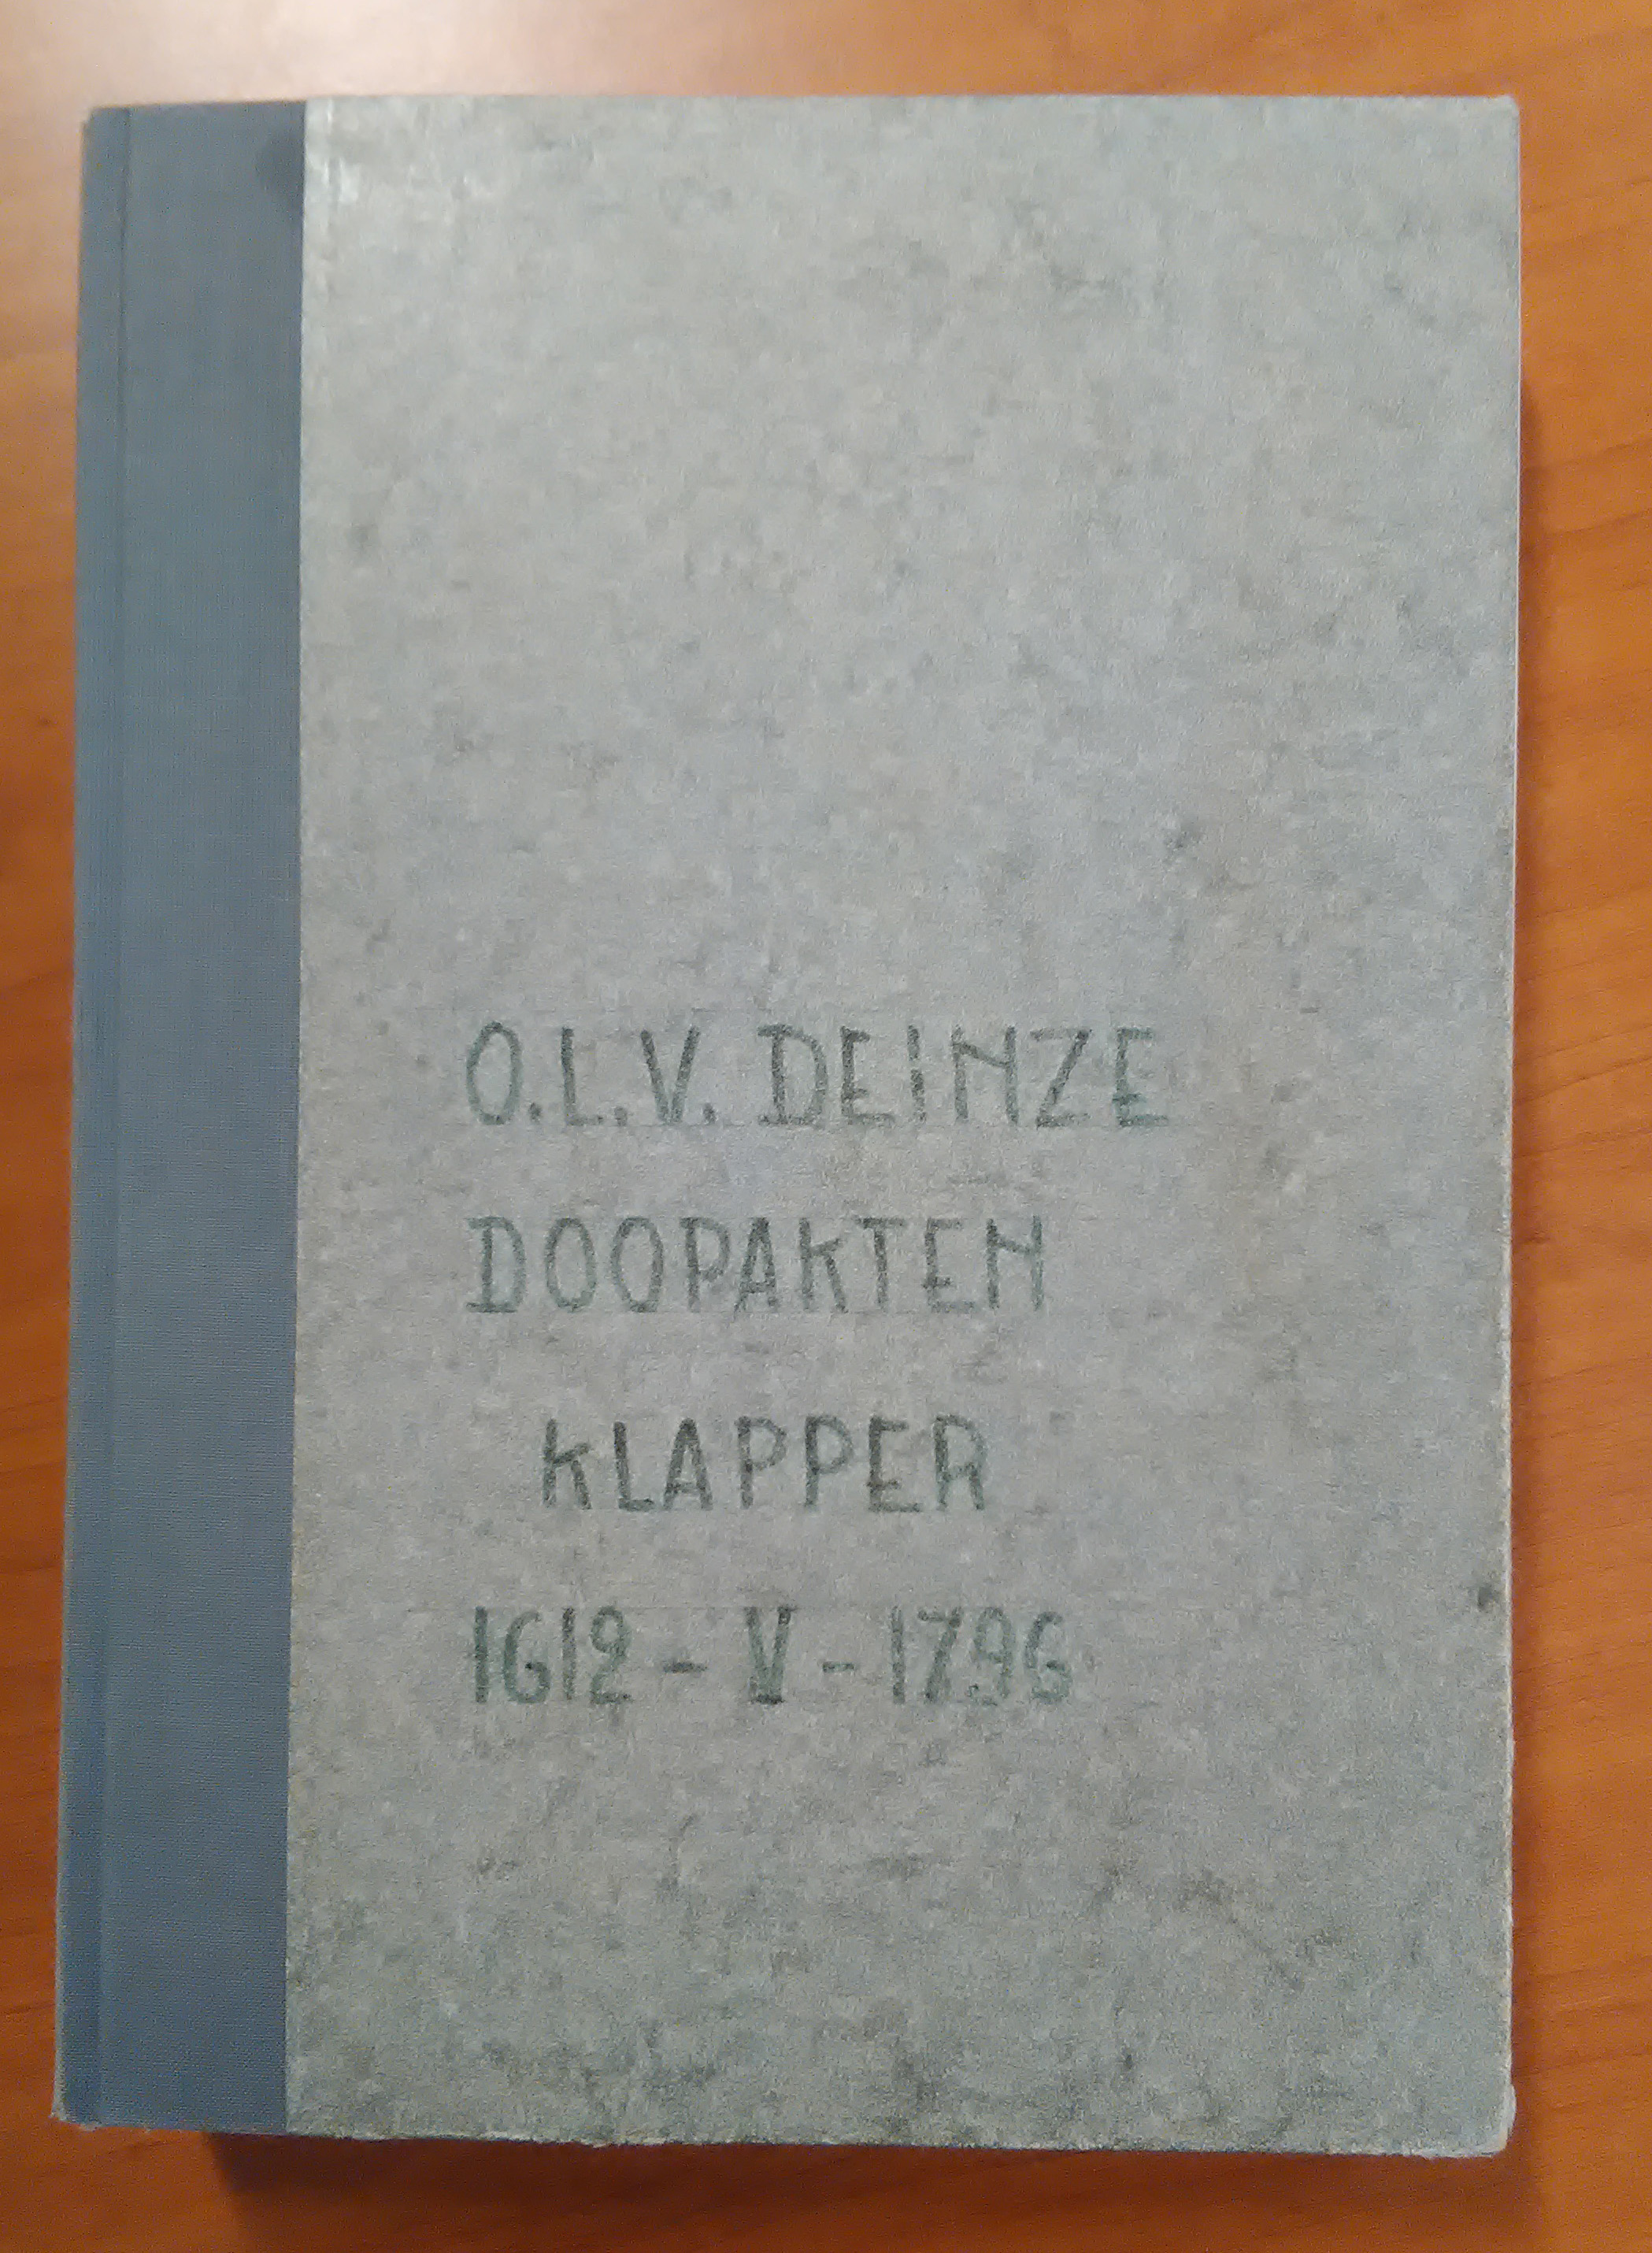 O.L.V. DEINZE
DOOPAKTEN
KLAPPER
1612 - V - 1796